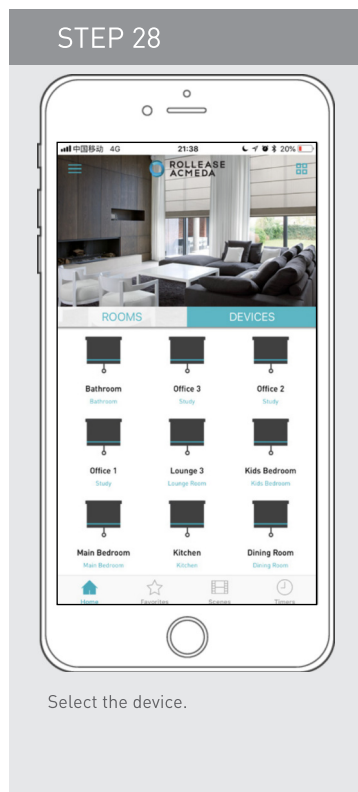 STEP 28
中国移动 4G 21:38 20%
ROLLEASE
ACMEDA
ROOMS DEVICES
Bathroom Office 3 Office 2
Bathroom Study Study
Office 1 Lounge 3 Kids Bedroom
Study Lounge Room Kids Bedroom
Main Bedroom Kitchen Dining Room
Main Bedroom Kitchen Dining Room
Home Favorites Scenes Timers
Select the device.